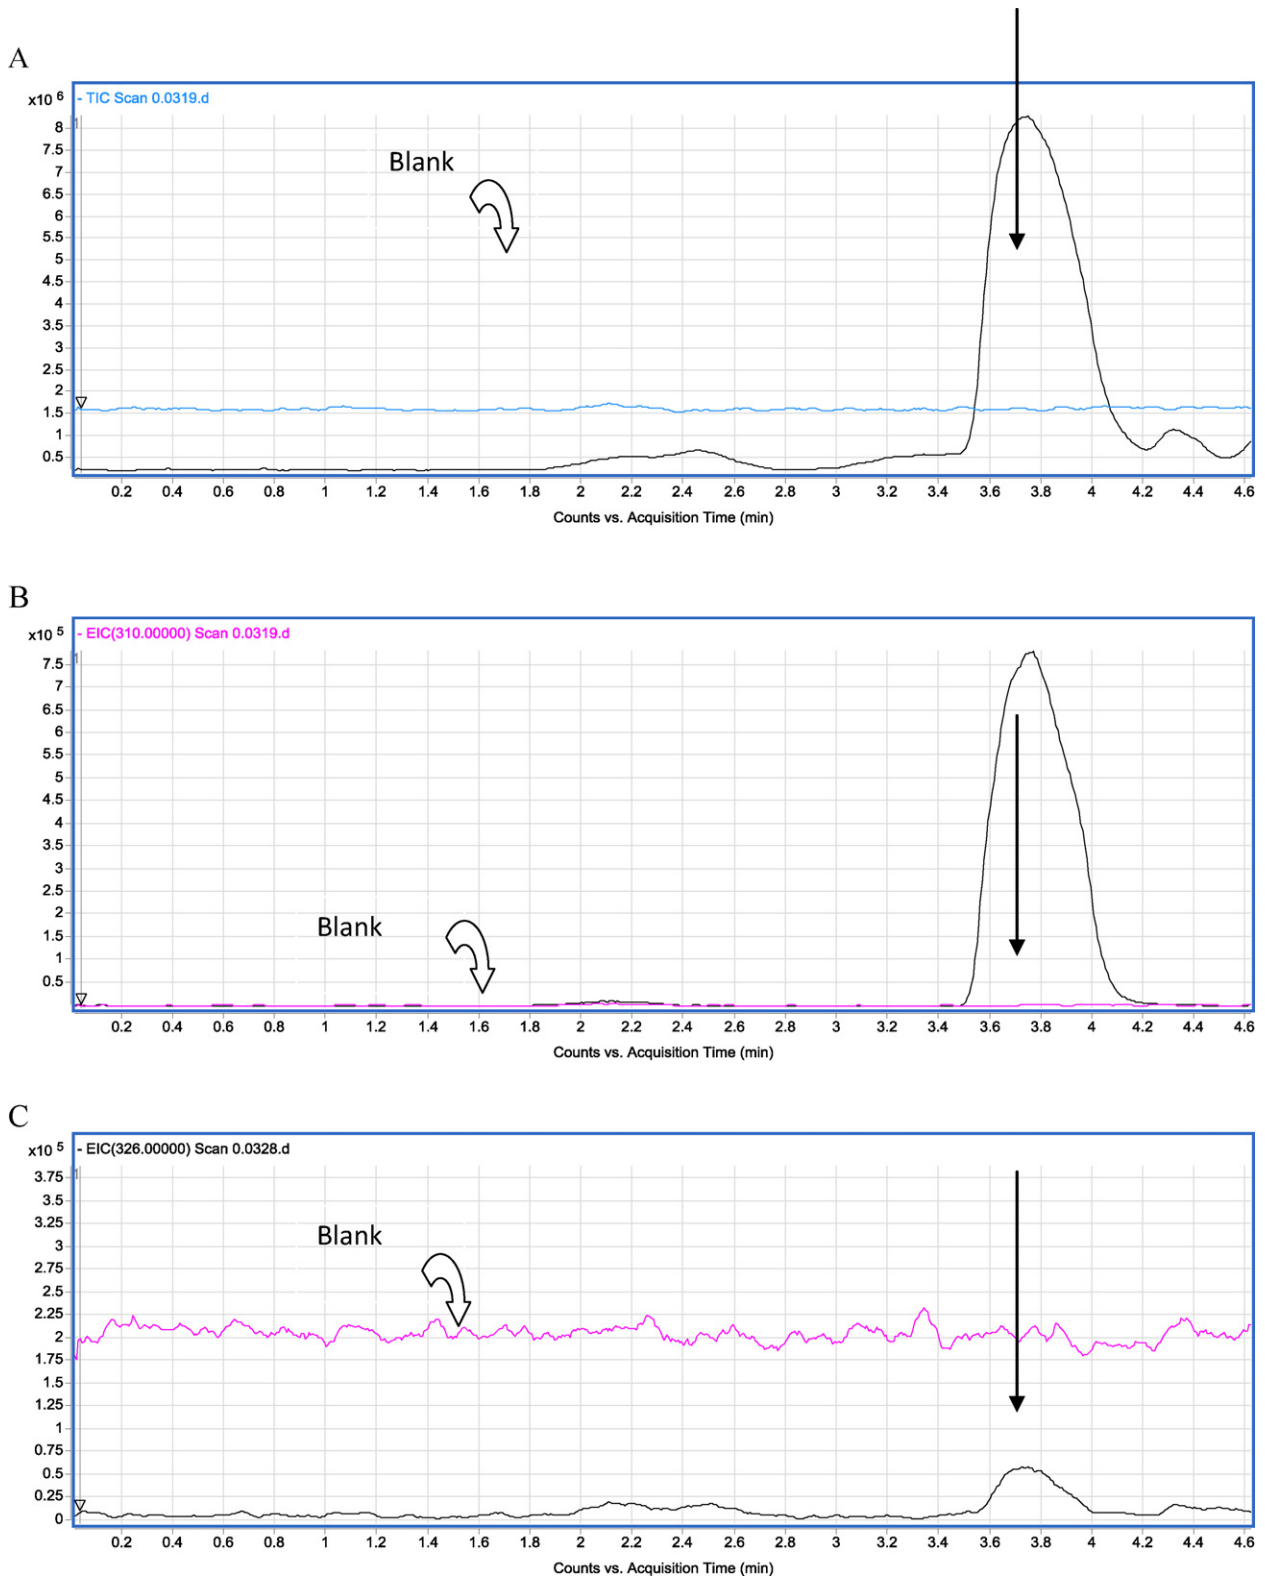 A
x10 6
- TIC Scan 0.0319.d
1
Blank
8
7.5
7
6.5
6
5.5
5
4.5
4
3.5
3
2.5
2
1.5
1
0.5
0.2 0.4 0.6 0.8 1 1.2 1.4 1.6 1.8 2 2.2 2.4 2.6 2.8 3 3.2 3.4 3.6 3.8 4 4.2 4.4 4.6
Counts vs. Acquisition Time (min)
B
x10 5
- EIC(310.00000) Scan 0.0319.d
1
7.5
7
6.5
6
5.5
5
4.5
4
3.5
3
2.5
2
Blank
1.5
1
0.5
0.2 0.4 0.6 0.8 1 1.2 1.4 1.6 1.8 2 2.2 2.4 2.6 2.8 3 3.2 3.4 3.6 3.8 4 4.2 4.4 4.6
Counts vs. Acquisition Time (min)
C
x10 5
- EIC(326.00000) Scan 0.0328.d
1
3.75
3.5
3.25
Blank
3
2.75
2.5
2.25
2
1.75
1.5
1.25
1
0.75
0.5
0.25
0
0.2 0.4 0.6 0.8 1 1.2 1.4 1.6 1.8 2 2.2 2.4 2.6 2.8 3 3.2 3.4 3.6 3.8 4 4.2 4.4 4.6
Counts vs. Acquisition Time (min)